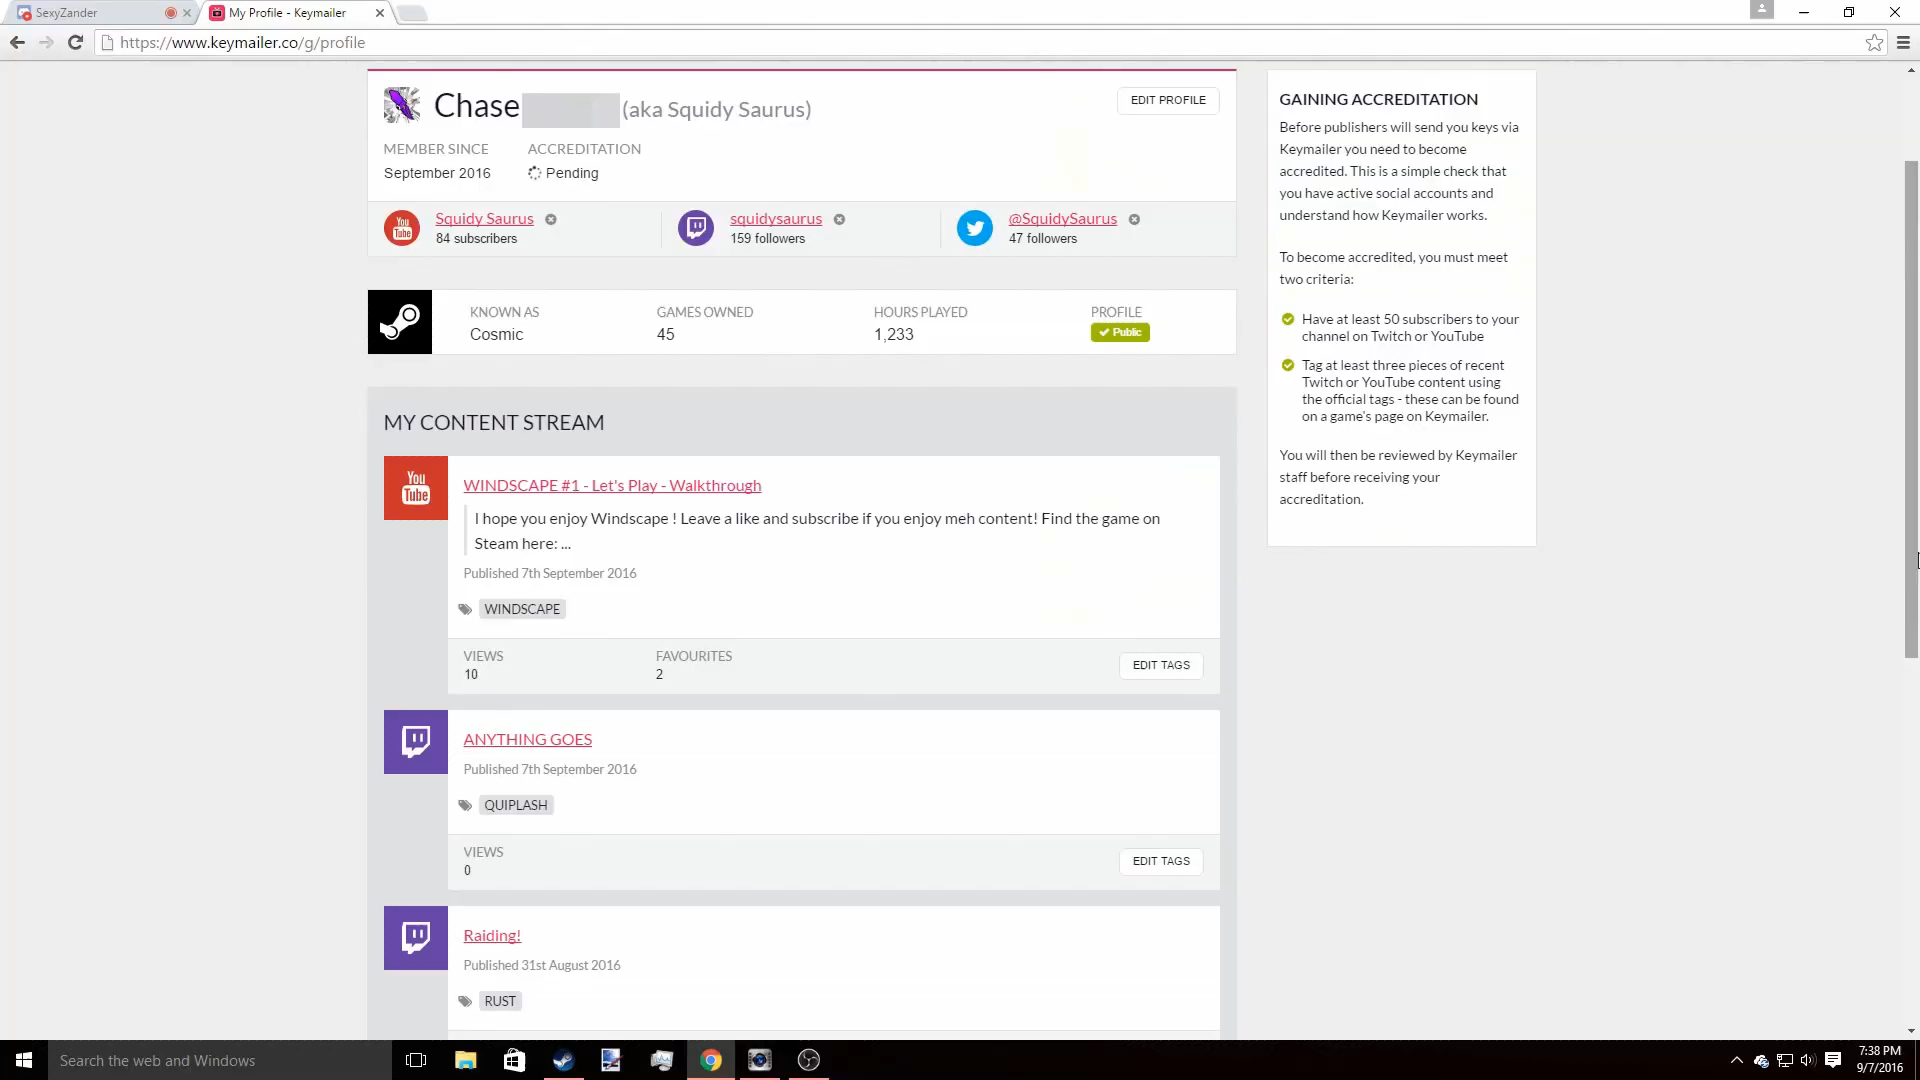 SexyZander
My Profile - Keymailer
https://www.keymailer.co/g/profile
Chase (aka Squidy Saurus)
EDIT PROFILE
MEMBER SINCE
ACCREDITATION
September 2016
Pending
You
Tube
Squidy Saurus
84 subscribers
squidysaurus
159 followers
@SquidySaurus
47 followers
KNOWN AS
GAMES OWNED
HOURS PLAYED
PROFILE
Cosmic
45
1,233
Public
MY CONTENT STREAM
You
Tube
WINDSCAPE #1 - Let's Play - Walkthrough
I hope you enjoy Windscape ! Leave a like and subscribe if you enjoy meh content! Find the game on
Steam here: ...
Published 7th September 2016
WINDSCAPE
VIEWS
FAVOURITES
10
2
EDIT TAGS
ANYTHING GOES
Published 7th September 2016
QUIPLASH
VIEWS
0
EDIT TAGS
Raiding!
Published 31st August 2016
RUST
GAINING ACCREDITATION
Before publishers will send you keys via
Keymailer you need to become
accredited. This is a simple check that
you have active social accounts and
understand how Keymailer works.
To become accredited, you must meet
two criteria:
Have at least 50 subscribers to your
channel on Twitch or YouTube
Tag at least three pieces of recent
Twitch or YouTube content using
the official tags - these can be found
on a game's page on Keymailer.
You will then be reviewed by Keymailer
staff before receiving your
accreditation.
Search the web and Windows
7:38 PM
9/7/2016